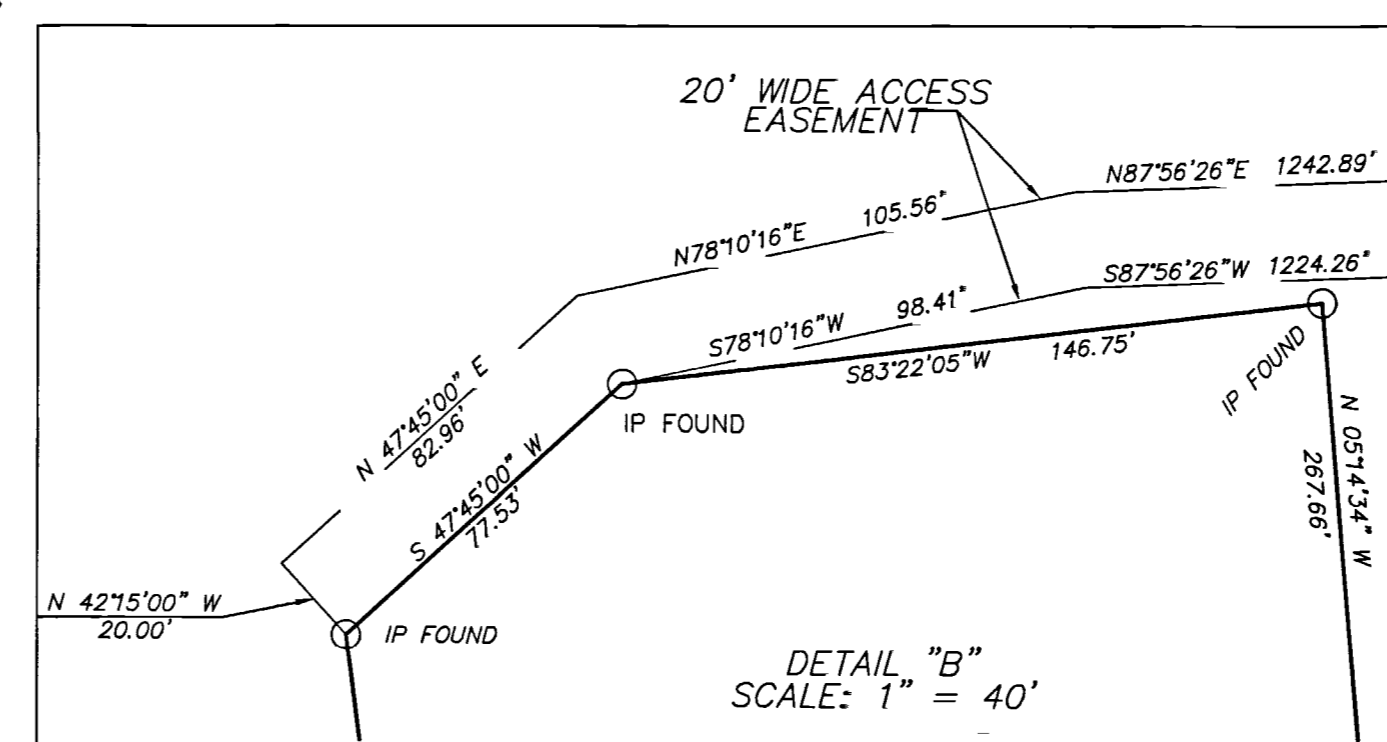 20' WIDE ACCESS
EASEMENT
N87°56'26"E 1242.89'
N78°10'16"E 105.56'
S87°56'26"W 1224.26'
S78°10'16"W 98.41'
S83°22'05"W 146.75'
IP FOUND
IP FOUND
N 47°45'00" E
82.96'
S 47°45'00" W
77.53'
N 05°14'34" W
267.66'
N 42°15'00" W
20.00'
IP FOUND
DETAIL "B"
SCALE: 1" = 40'